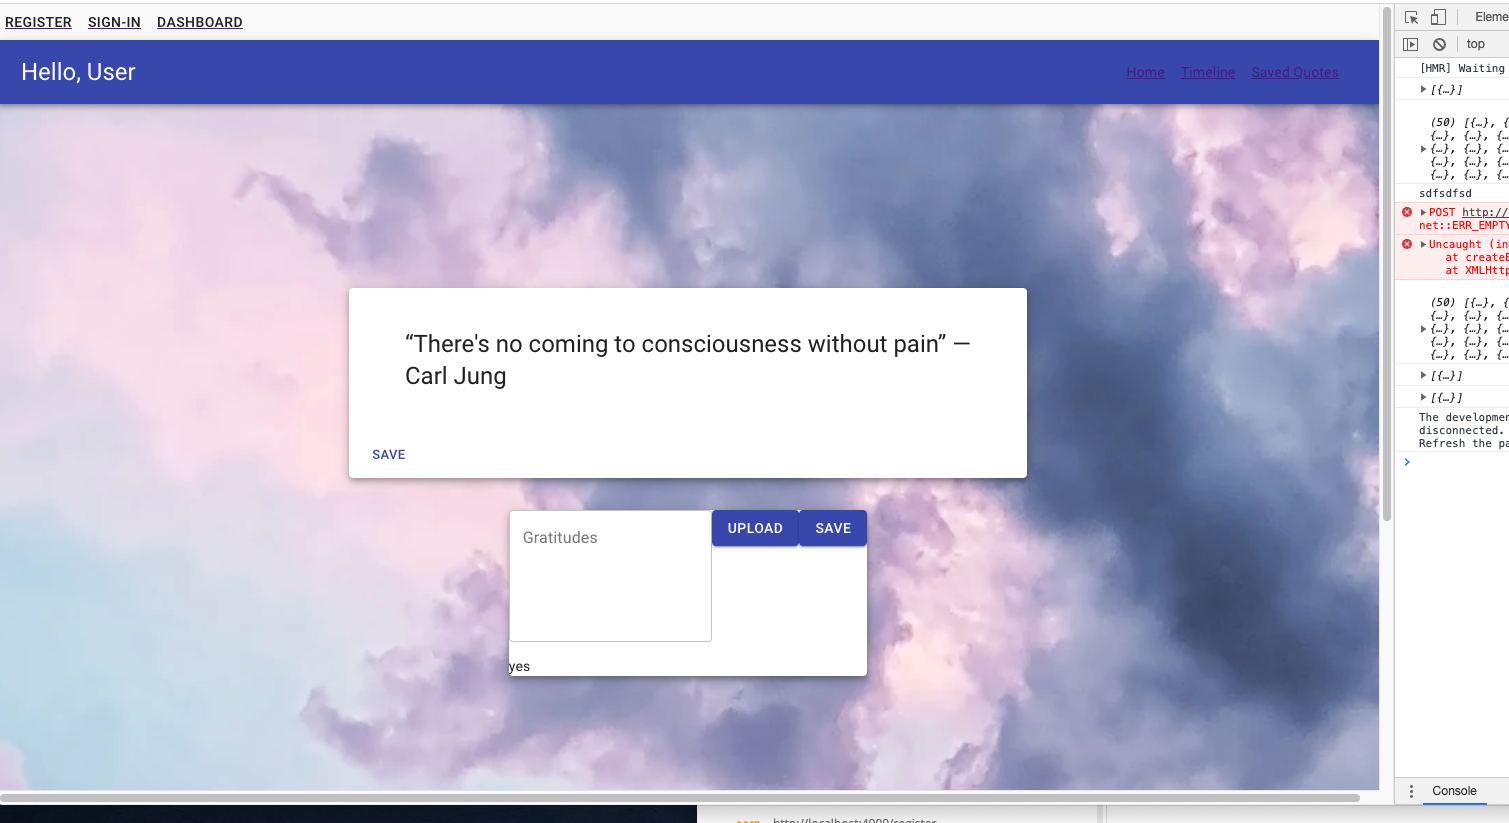 REGISTER SIGN-IN DASHBOARD
Hello, User
Home Timeline Saved Quotes
“There's no coming to consciousness without pain” —
Carl Jung
SAVE
Gratitudes
UPLOAD SAVE
yes
Eleme
top
[HMR] Waiting
[{…}]
(50) [{…}, {
{…}, {…}, {…
{…}, {…}, {…
{…}, {…}, {…
{…}, {…}, {…
sdfsdfsd
POST http://
net::ERR_EMPTY
Uncaught (in
at createE
at XMLHttp
(50) [{…}, {
{…}, {…}, {…
{…}, {…}, {…
{…}, {…}, {…
{…}, {…}, {…
[{…}]
[{…}]
The developmen
disconnected.
Refresh the pa
Console
http://localhost:4000/register